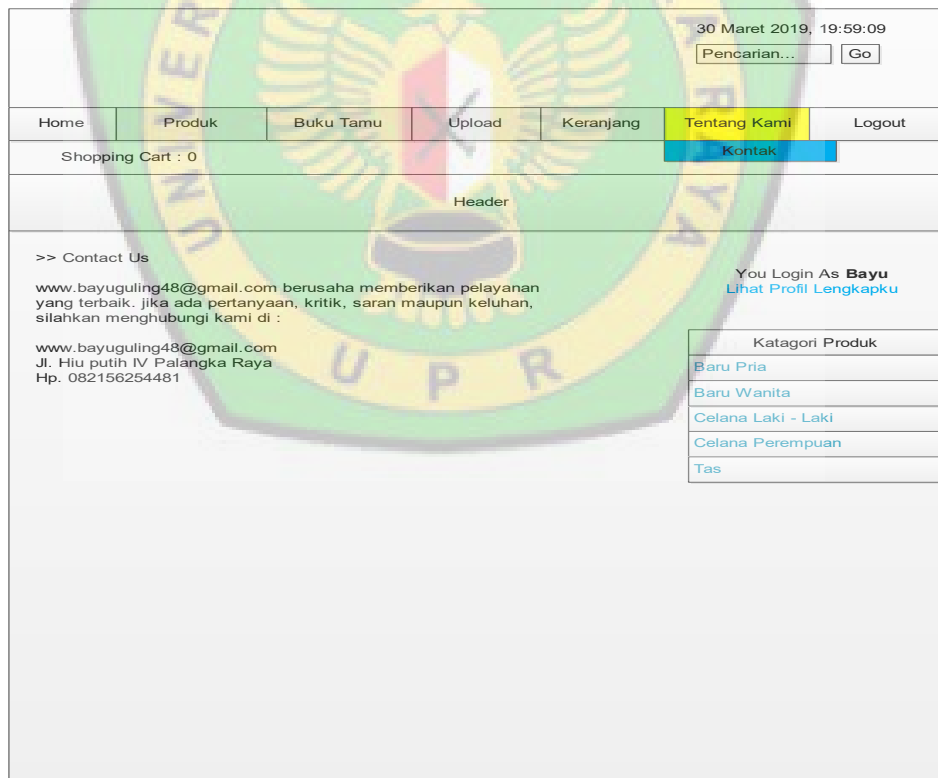 30 Maret 2019, 19:59:09
Pencarian... Go
Home Produk Buku Tamu Upload Keranjang Tentang Kami Logout
Shopping Cart : 0 Kontak
Header
>> Contact Us
www.bayuguling48@gmail.com berusaha memberikan pelayanan
yang terbaik. jika ada pertanyaan, kritik, saran maupun keluhan,
silahkan menghubungi kami di :
www.bayuguling48@gmail.com
Jl. Hiu putih IV Palangka Raya
Hp. 082156254481
You Login As Bayu
Lihat Profil Lengkapku
Katagori Produk
Baru Pria
Baru Wanita
Celana Laki - Laki
Celana Perempuan
Tas
UNIVER
RAYA
UPR